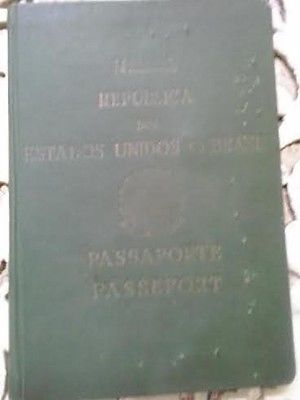 REPUBLICA
DOS
ESTADOS UNIDOS DO BRASIL
PASSAPORTE
PASSEPORT